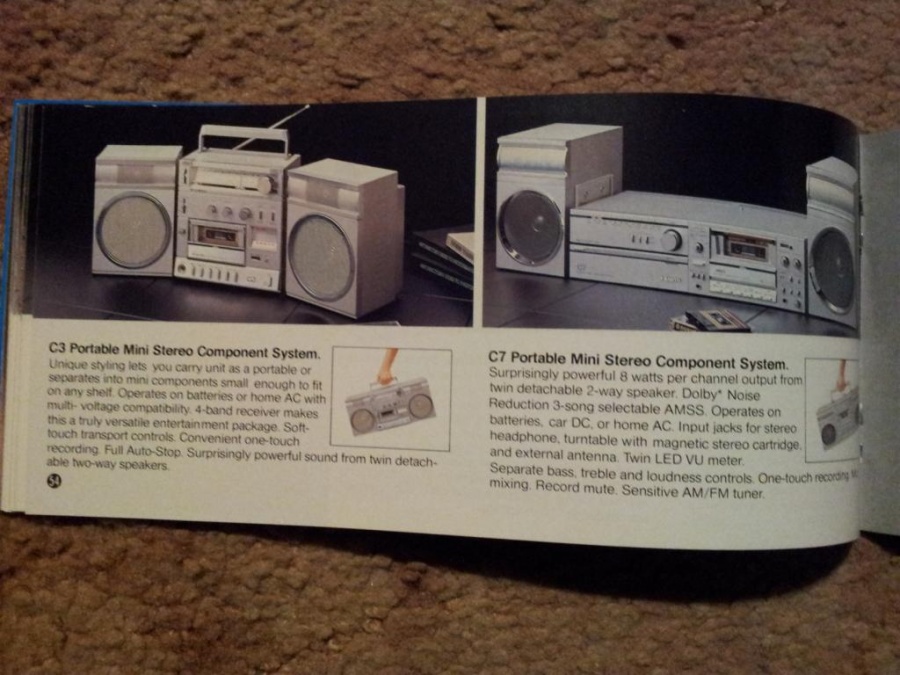 C3 Portable Mini Stereo Component System.
Unique styling lets you carry unit as a portable or
separates into mini components small enough to fit
on any shelf. Operates on batteries or home AC with
multi- voltage compatibility. 4-band receiver makes
this a truly versatile entertainment package. Soft-
touch transport controls. Convenient one-touch
recording. Full Auto-Stop. Surprisingly powerful sound from twin detach-
able two-way speakers.
54
C7 Portable Mini Stereo Component System.
Surprisingly powerful 8 watts per channel output from
twin detachable 2-way speaker. Dolby* Noise
Reduction 3-song selectable AMSS. Operates on
batteries, car DC, or home AC. Input jacks for stereo
headphone, turntable with magnetic stereo cartridge,
and external antenna. Twin LED VU meter.
Separate bass, treble and loudness controls. One-touch recording.
mixing. Record mute. Sensitive AM/FM tuner.